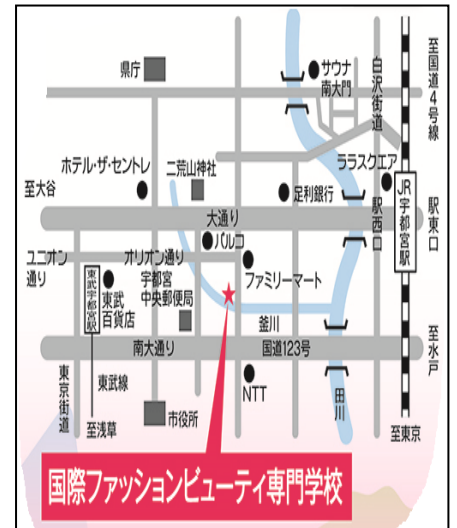 県庁
サウナ
南大門
白沢街道
至国道4号線
ホテル・ザ・セントレ
二荒山神社
ララスクエア
足利銀行
至大谷
大通り
駅西口
JR宇都宮駅
駅東口
パルコ
ユニオン
通り
オリオン通り
ファミリーマート
東武宇都宮駅
東武
百貨店
宇都宮
中央郵便局
釜川
至水戸
南大通り
国道123号
東京街道
東武線
NTT
田川
市役所
至浅草
至東京
国際ファッションビューティ専門学校